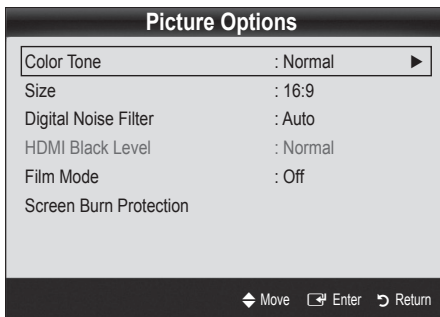 Picture Options
Color Tone : Normal ▶
Size : 16:9
Digital Noise Filter : Auto
HDMI Black Level : Normal
Film Mode : Off
Screen Burn Protection
Move Enter Return